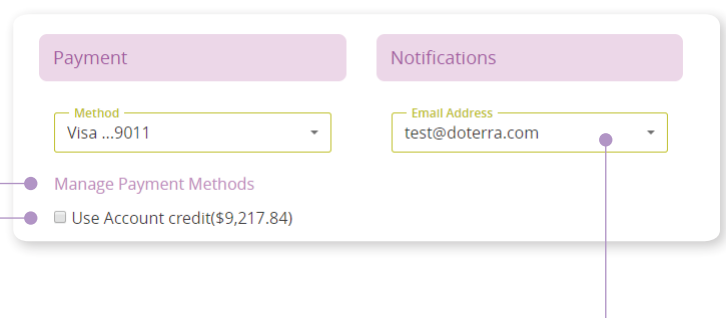 Payment
Notifications
Method
Visa ...9011
Email Address
test@doterra.com
Manage Payment Methods
Use Account credit($9,217.84)